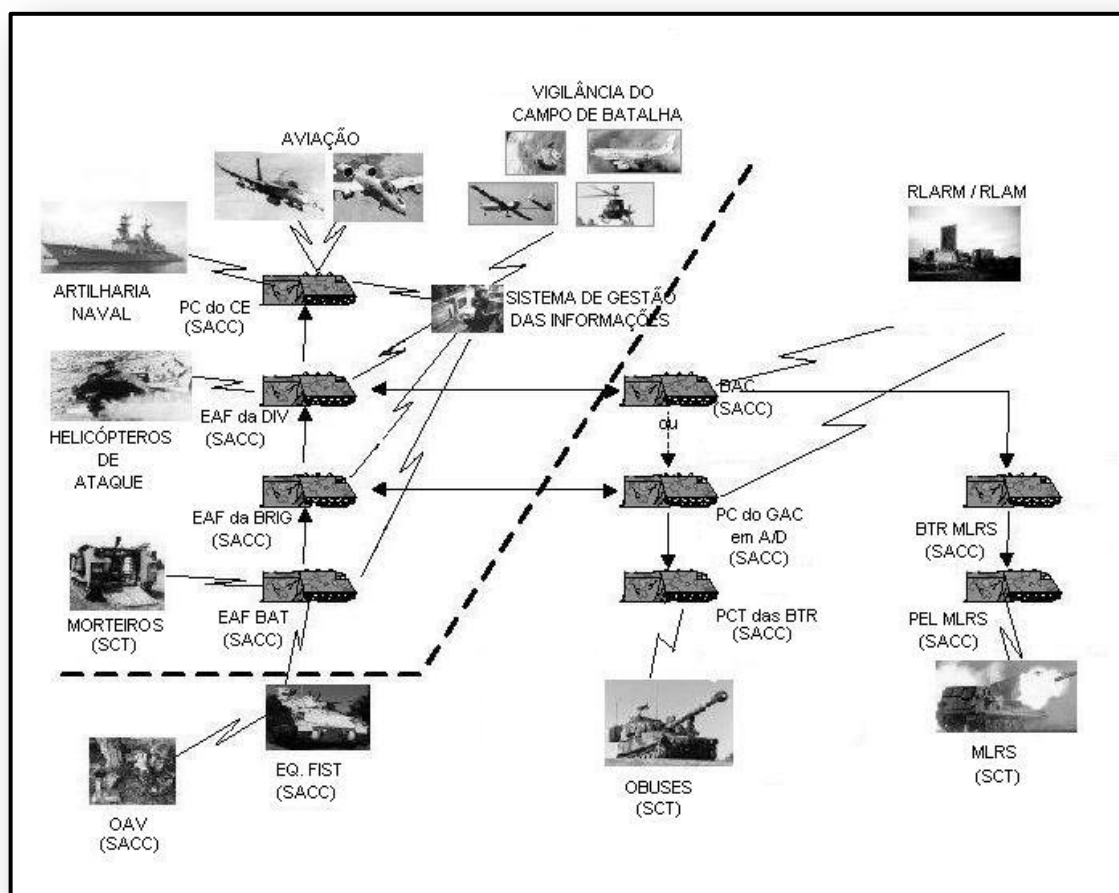 VIGILÂNCIA DO
CAMPO DE BATALHA
AVIAÇÃO
RLARM / RLAM
ARTILHARIA
NAVAL
PC do CE
(SACC)
SISTEMA DE GESTÃO
DAS INFORMAÇÕES
HELICÓPTEROS
DE
ATAQUE
EAF da DIV
(SACC)
BAC
(SACC)
ou
EAF da BRIG
(SACC)
PC do GAC
em A/D
(SACC)
BTR MLRS
(SACC)
MORTEIROS
(SCT)
EAF BAT
(SACC)
PCT das BTR
(SACC)
PEL MLRS
(SACC)
OAV
(SACC)
EQ. FIST
(SACC)
OBUSES
(SCT)
MLRS
(SCT)